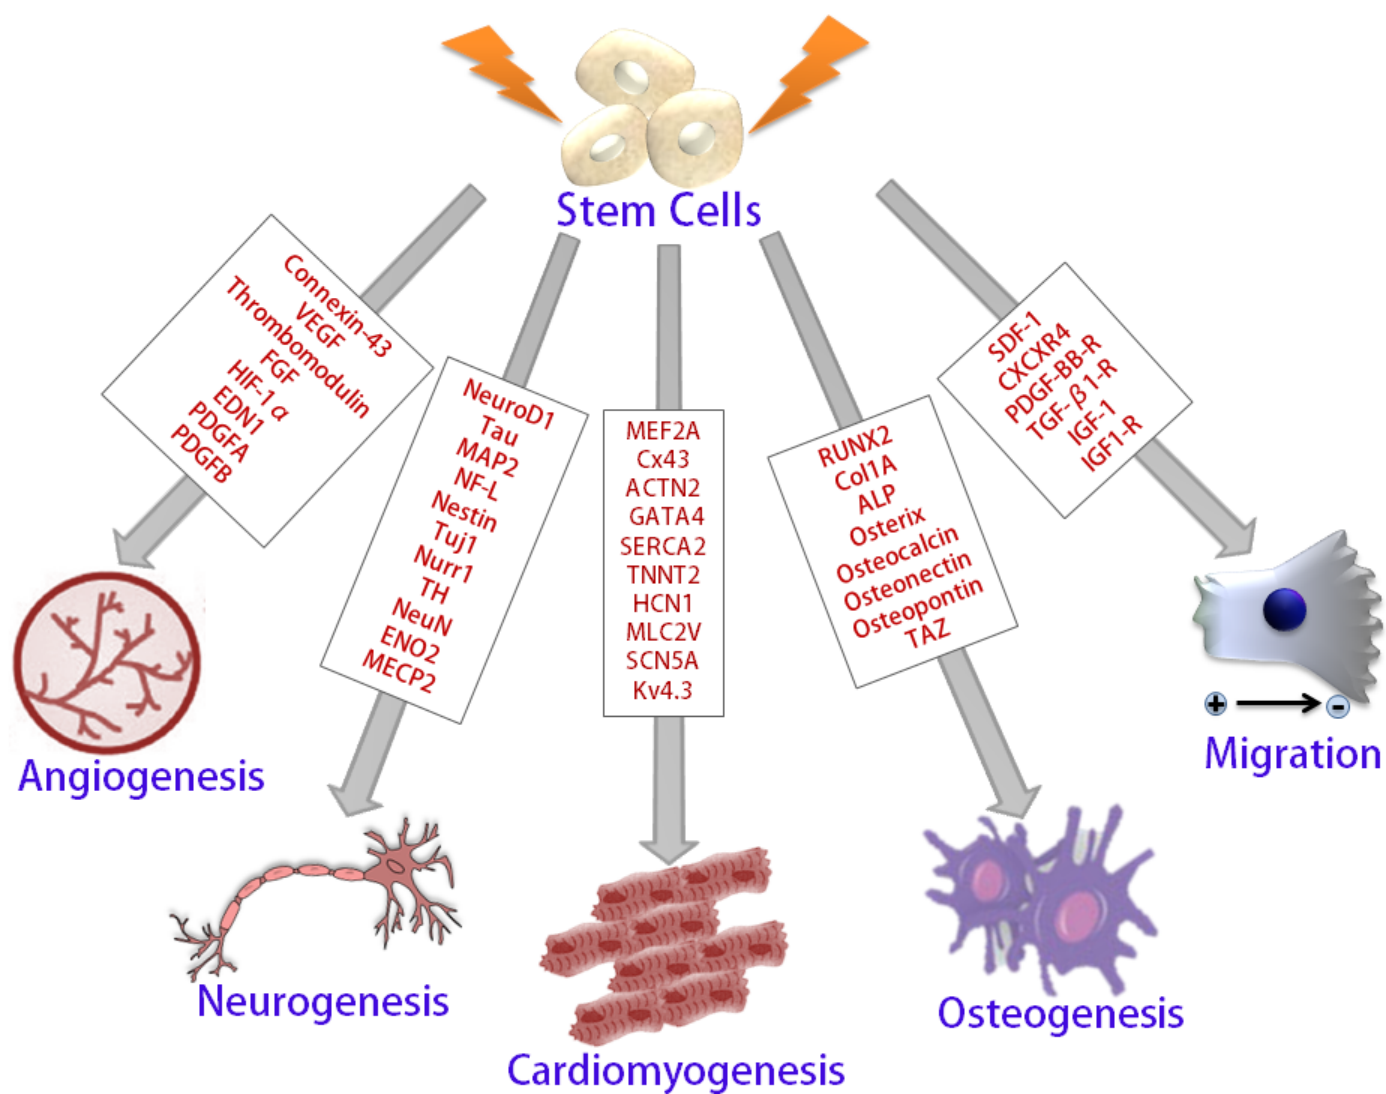 Stem Cells
Connexin-43
VEGF
Thrombomodulin
FGF
HIF-1α
EDN1
PDGFA
PDGFB
Angiogenesis
NeuroD1
Tau
MAP2
NF-L
Nestin
Tuj1
Nurr1
TH
NeuN
ENO2
MECP2
Neurogenesis
MEF2A
Cx43
ACTN2
GATA4
SERCA2
TNNT2
HCN1
MLC2V
SCN5A
Kv4.3
Cardiomyogenesis
RUNX2
Col1A
ALP
Osterix
Osteocalcin
Osteonectin
Osteopontin
TAZ
Osteogenesis
SDF-1
CXCXR4
PDGF-BB-R
TGF-β1-R
IGF-1
IGF1-R
+ -
Migration